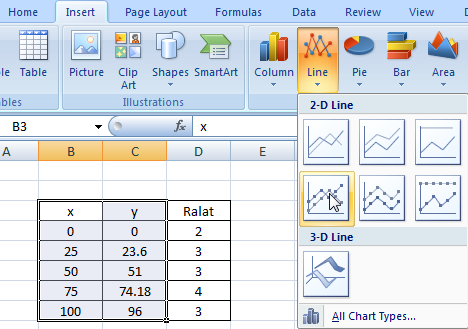 Home Insert Page Layout Formulas Data Review View
Column Line Pie Bar Area
le Table Picture Clip Art Shapes SmartArt
bles Illustrations
B3 fx x
2-D Line
A B C D E
x y Ralat
0 0 2
25 23.6 3
50 51 3
75 74.18 4
100 96 3
3-D Line
All Chart Types...